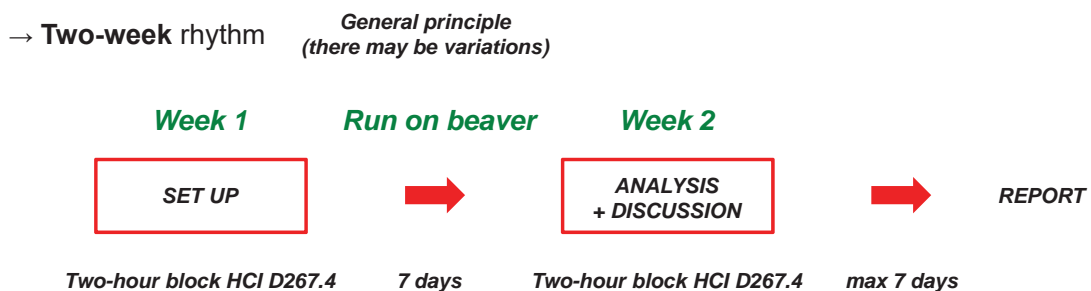 → Two-week rhythm
General principle
(there may be variations)
Week 1
Run on beaver
Week 2
SET UP
ANALYSIS
+ DISCUSSION
REPORT
Two-hour block HCI D267.4
7 days
Two-hour block HCI D267.4
max 7 days